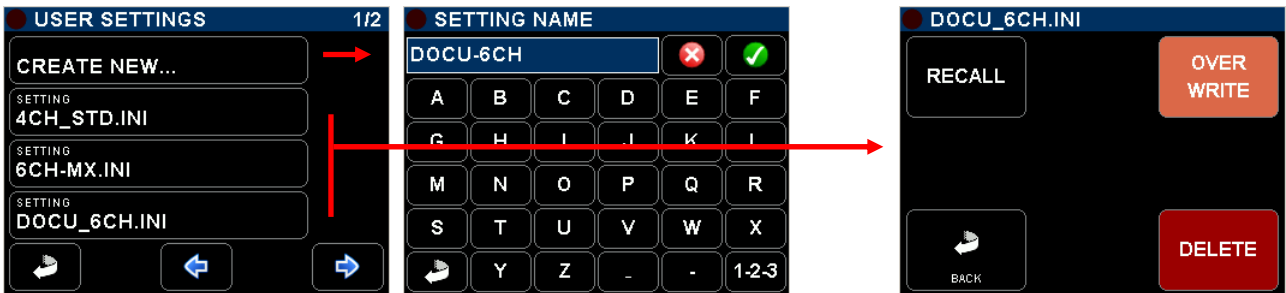 USER SETTINGS 1/2
CREATE NEW...
SETTING
4CH_STD.INI
SETTING
6CH-MX.INI
SETTING
DOCU_6CH.INI
SETTING NAME
DOCU-6CH
A B C D E F
G H I J K L
M N O P Q R
S T U V W X
Y Z _ - 1-2-3
DOCU_6CH.INI
RECALL
OVER
WRITE
BACK
DELETE